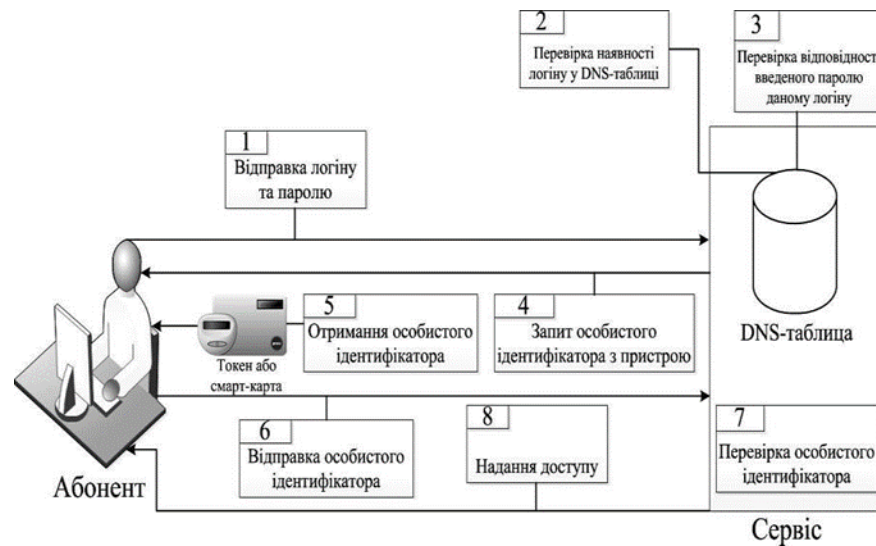 2
Перевірка наявності
логіну у DNS-таблиці
3
Перевірка відповідност
введеного паролю
даному логіну
1
Відправка логіну
та паролю
DNS-таблица
5
Отримання особистого
ідентифікатора
4
Запит особистого
ідентифікатора з пристрою
Токен або
смарт-карта
6
Відправка особистого
ідентифікатора
8
Надання доступу
7
Перевірка особистого
ідентифікатора
Абонент
Сервіс